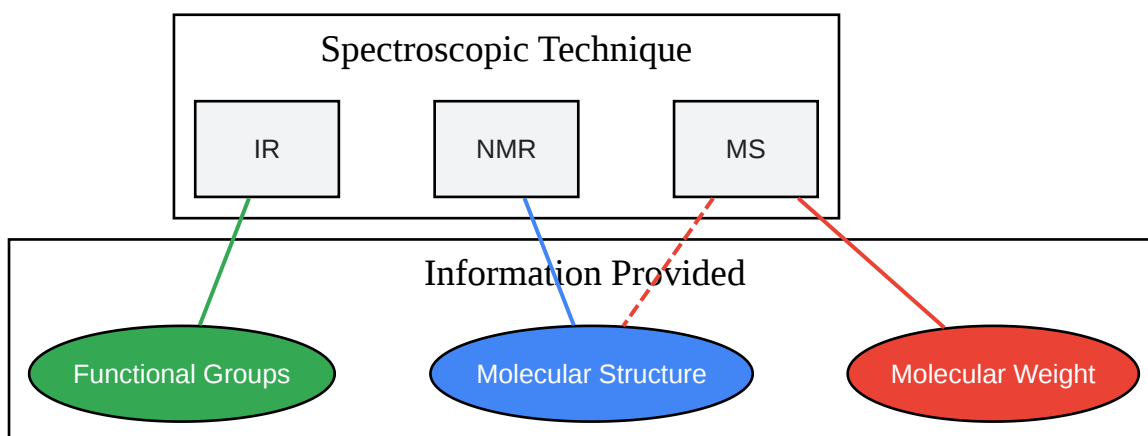 Spectroscopic Technique
IR
NMR
MS
Information Provided
Functional Groups
Molecular Structure
Molecular Weight